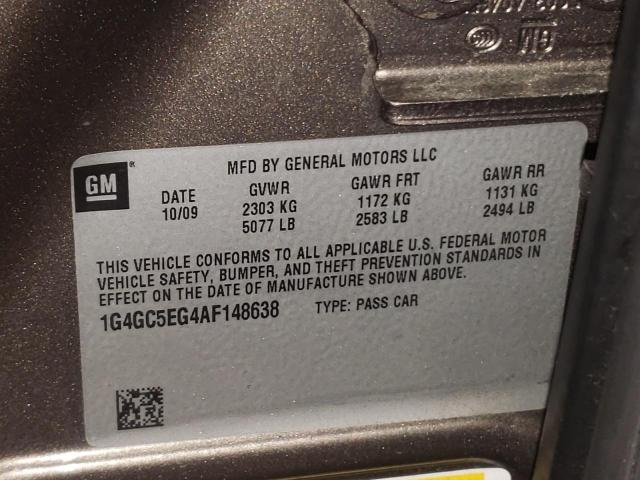 GM
MFD BY GENERAL MOTORS LLC
DATE GVWR GAWR FRT GAWR RR
10/09 2303 KG 1172 KG 1131 KG
5077 LB 2583 LB 2494 LB
THIS VEHICLE CONFORMS TO ALL APPLICABLE U.S. FEDERAL MOTOR
VEHICLE SAFETY, BUMPER, AND THEFT PREVENTION STANDARDS IN
EFFECT ON THE DATE OF MANUFACTURE SHOWN ABOVE.
1G4GC5EG4AF148638 TYPE: PASS CAR